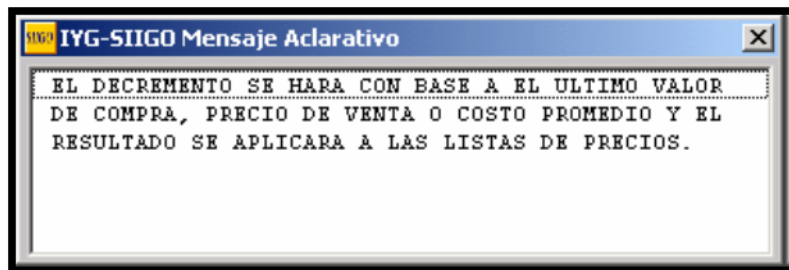 SIIGO IYG-SIIGO Mensaje Aclarativo
EL DECREMENTO SE HARA CON BASE A EL ULTIMO VALOR
DE COMPRA, PRECIO DE VENTA O COSTO PROMEDIO Y EL
RESULTADO SE APLICARA A LAS LISTAS DE PRECIOS.